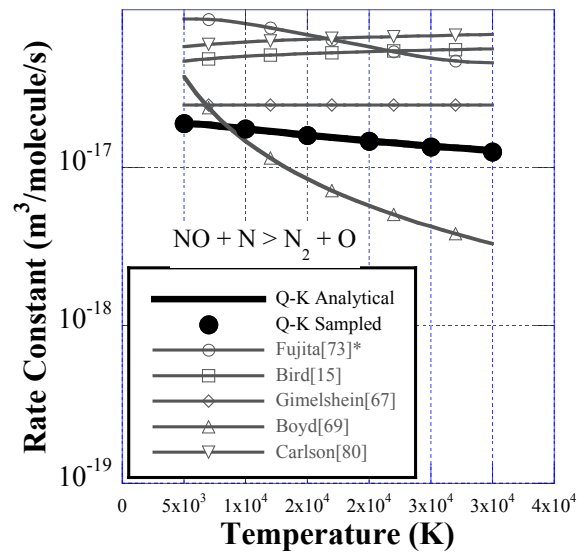 Rate Constant (m³/molecule/s)
10⁻¹⁷
10⁻¹⁸
10⁻¹⁹
NO + N > N₂ + O
Q-K Analytical
Q-K Sampled
Fujita[73]*
Bird[15]
Gimelshein[67]
Boyd[69]
Carlson[80]
0 5x10³ 1x10⁴ 2x10⁴ 2x10⁴ 3x10⁴ 3x10⁴ 4x10⁴
Temperature (K)